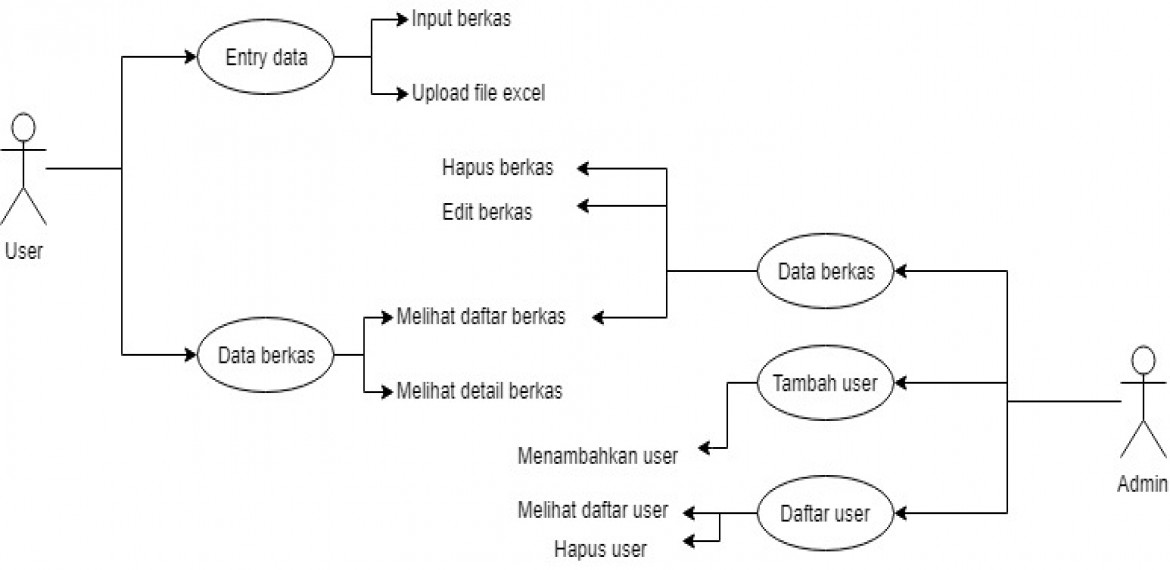 Input berkas
Entry data
Upload file excel
Hapus berkas
Edit berkas
User
Data berkas
Melihat daftar berkas
Data berkas
Tambah user
Melihat detail berkas
Menambahkan user
Admin
Melihat daftar user
Daftar user
Hapus user